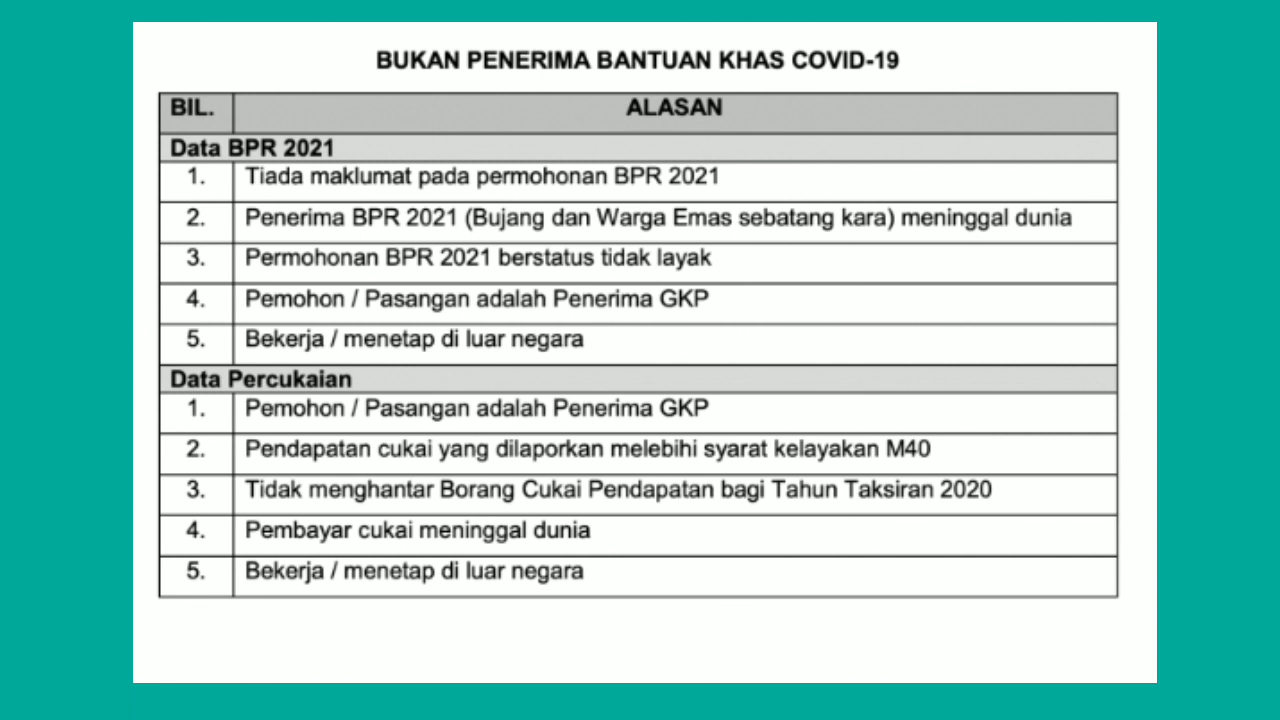 BUKAN PENERIMA BANTUAN KHAS COVID-19
BIL. ALASAN
Data BPR 2021
1. Tiada maklumat pada permohonan BPR 2021
2. Penerima BPR 2021 (Bujang dan Warga Emas sebatang kara) meninggal dunia
3. Permohonan BPR 2021 berstatus tidak layak
4. Pemohon / Pasangan adalah Penerima GKP
5. Bekerja / menetap di luar negara
Data Percukaian
1. Pemohon / Pasangan adalah Penerima GKP
2. Pendapatan cukai yang dilaporkan melebihi syarat kelayakan M40
3. Tidak menghantar Borang Cukai Pendapatan bagi Tahun Taksiran 2020
4. Pembayar cukai meninggal dunia
5. Bekerja / menetap di luar negara